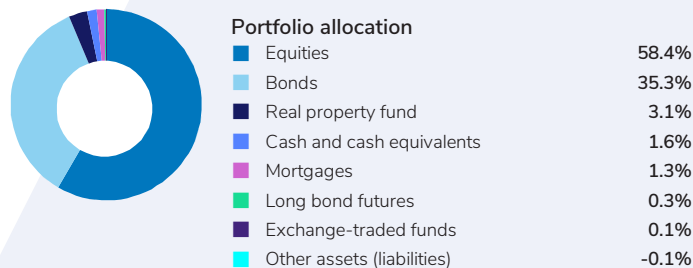 Portfolio allocation
Equities 58.4%
Bonds 35.3%
Real property fund 3.1%
Cash and cash equivalents 1.6%
Mortgages 1.3%
Long bond futures 0.3%
Exchange-traded funds 0.1%
Other assets (liabilities) -0.1%